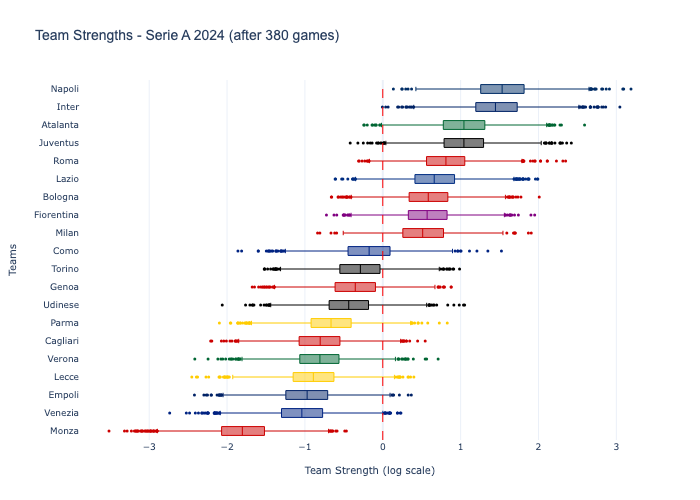 Team Strengths - Serie A 2024 (after 380 games)
Napoli
Inter
Atalanta
Juventus
Roma
Lazio
Bologna
Fiorentina
Milan
Como
Torino
Genoa
Udinese
Parma
Cagliari
Verona
Lecce
Empoli
Venezia
Monza
Teams
−3 −2 −1 0 1 2 3
Team Strength (log scale)